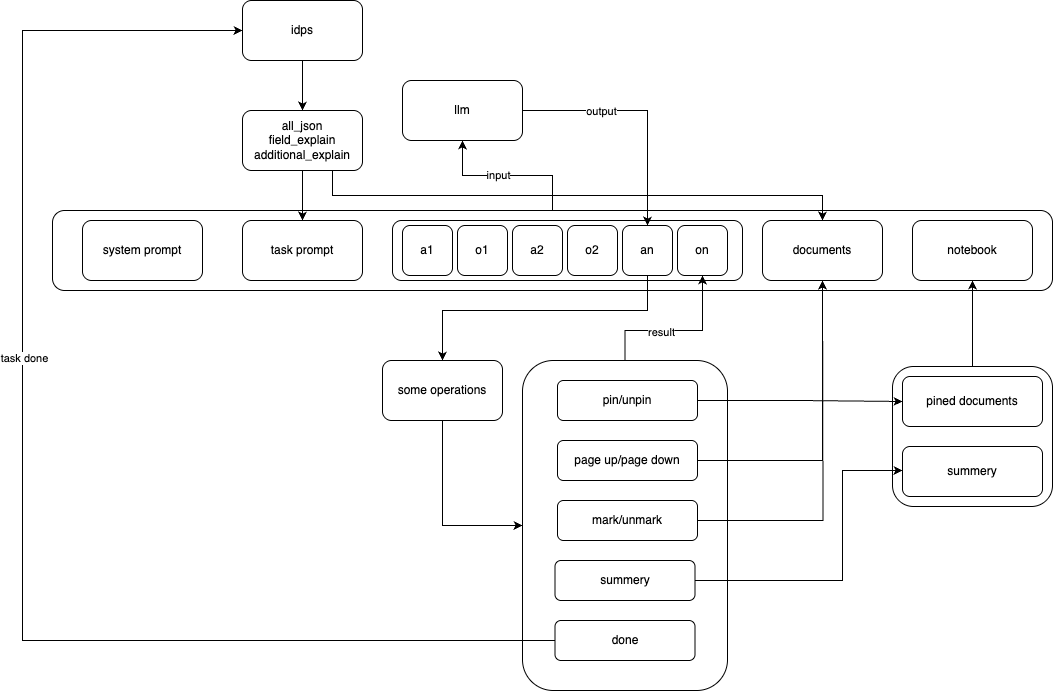 idps
all_json
field_explain
additional_explain
llm
output
input
system prompt
task prompt
a1
o1
a2
o2
an
on
documents
notebook
result
task done
some operations
pin/unpin
page up/page down
mark/unmark
summery
done
pined documents
summery